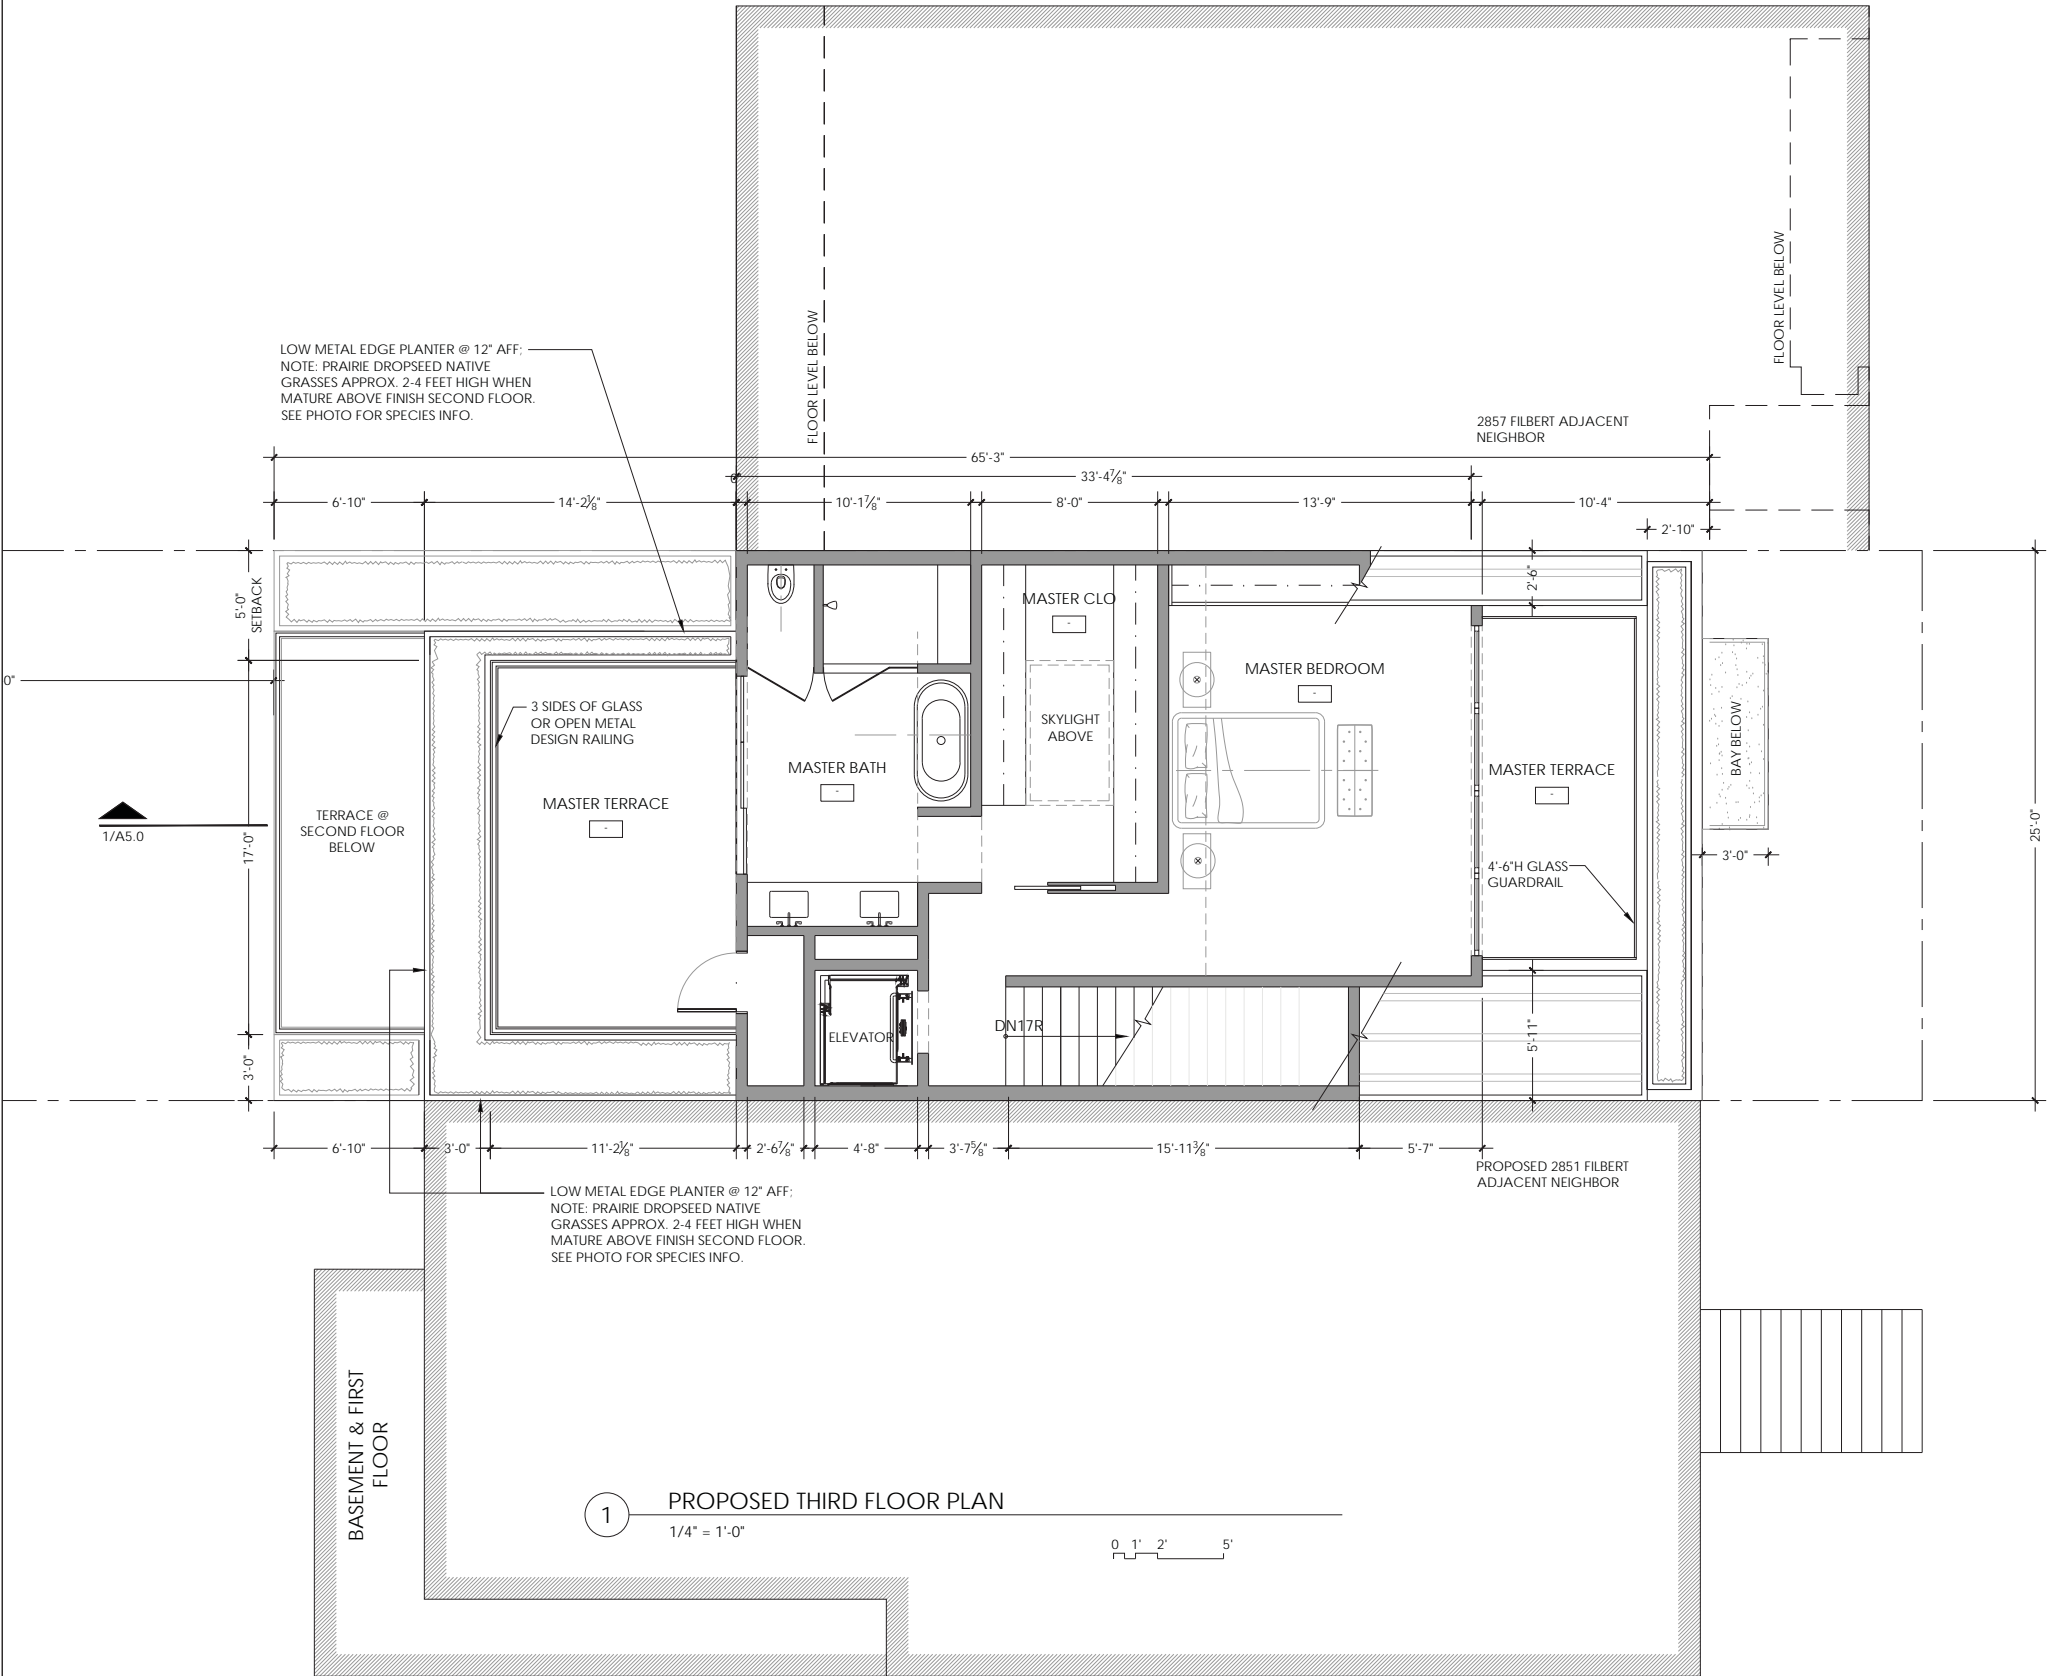 FLOOR LEVEL BELOW
FLOOR LEVEL BELOW
LOW METAL EDGE PLANTER @ 12" AFF;
NOTE: PRAIRIE DROPSEED NATIVE
GRASSES APPROX. 2-4 FEET HIGH WHEN
MATURE ABOVE FINISH SECOND FLOOR.
SEE PHOTO FOR SPECIES INFO.
2857 FILBERT ADJACENT
NEIGHBOR
65'-3"
33'-4⅞"
6'-10"
14'-2⅛"
10'-1⅞"
8'-0"
13'-9"
10'-4"
2'-10"
5'-0"
SETBACK
2'-6"
MASTER CLO
-
MASTER BEDROOM
-
0"
3 SIDES OF GLASS
OR OPEN METAL
DESIGN RAILING
SKYLIGHT
ABOVE
BAY BELOW
MASTER BATH
-
MASTER TERRACE
-
MASTER TERRACE
-
TERRACE @
SECOND FLOOR
BELOW
1/A5.0
17'-0"
25'-0"
3'-0"
4'-6"H GLASS
GUARDRAIL
DN17R
ELEVATOR
5'-11"
3'-0"
6'-10"
3'-0"
11'-2⅛"
2'-6⅞"
4'-8"
3'-7⅝"
15'-11⅜"
5'-7"
PROPOSED 2851 FILBERT
ADJACENT NEIGHBOR
LOW METAL EDGE PLANTER @ 12" AFF;
NOTE: PRAIRIE DROPSEED NATIVE
GRASSES APPROX. 2-4 FEET HIGH WHEN
MATURE ABOVE FINISH SECOND FLOOR.
SEE PHOTO FOR SPECIES INFO.
BASEMENT & FIRST
FLOOR
1
PROPOSED THIRD FLOOR PLAN
1/4" = 1'-0"
0 1' 2' 5'